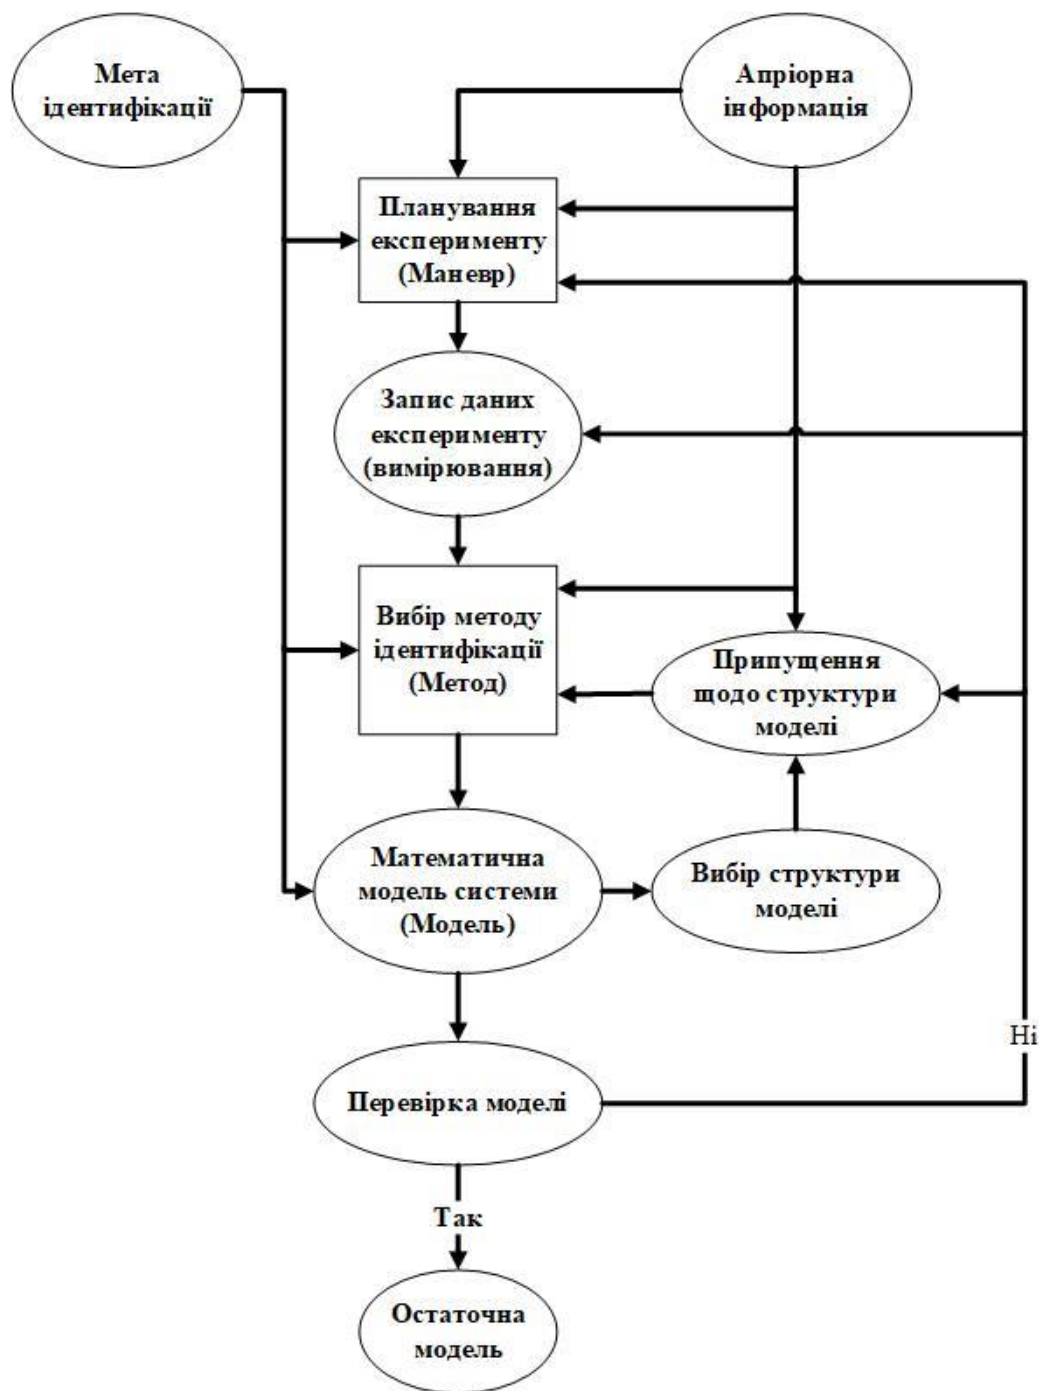 Мета
ідентифікації
Апріорна
інформація
Планування
експерименту
(Маневр)
Запис даних
експерименту
(вимірювання)
Вибір методу
ідентифікації
(Метод)
Припущення
щодо структури
моделі
Математична
модель системи
(Модель)
Вибір структури
моделі
Ні
Перевірка моделі
Так
Остаточна
модель